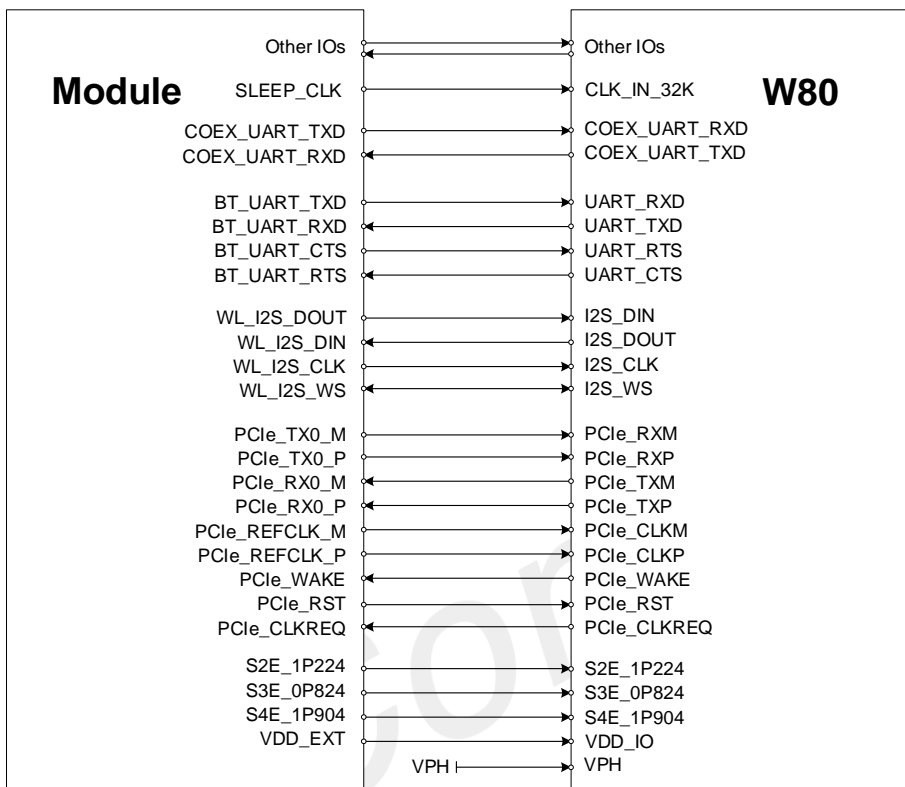 Other IOs Other IOs
Module SLEEP_CLK CLK_IN_32K W80
COEX_UART_TXD COEX_UART_RXD
COEX_UART_RXD COEX_UART_TXD
BT_UART_TXD UART_RXD
BT_UART_RXD UART_TXD
BT_UART_CTS UART_RTS
BT_UART_RTS UART_CTS
WL_I2S_DOUT I2S_DIN
WL_I2S_DIN I2S_DOUT
WL_I2S_CLK I2S_CLK
WL_I2S_WS I2S_WS
PCIe_TX0_M PCIe_RXM
PCIe_TX0_P PCIe_RXP
PCIe_RX0_M PCIe_TXM
PCIe_RX0_P PCIe_TXP
PCIe_REFCLK_M PCIe_CLKM
PCIe_REFCLK_P PCIe_CLKP
PCIe_WAKE PCIe_WAKE
PCIe_RST PCIe_RST
PCIe_CLKREQ PCIe_CLKREQ
S2E_1P224 S2E_1P224
S3E_0P824 S3E_0P824
S4E_1P904 S4E_1P904
VDD_EXT VDD_IO
VPH VPH